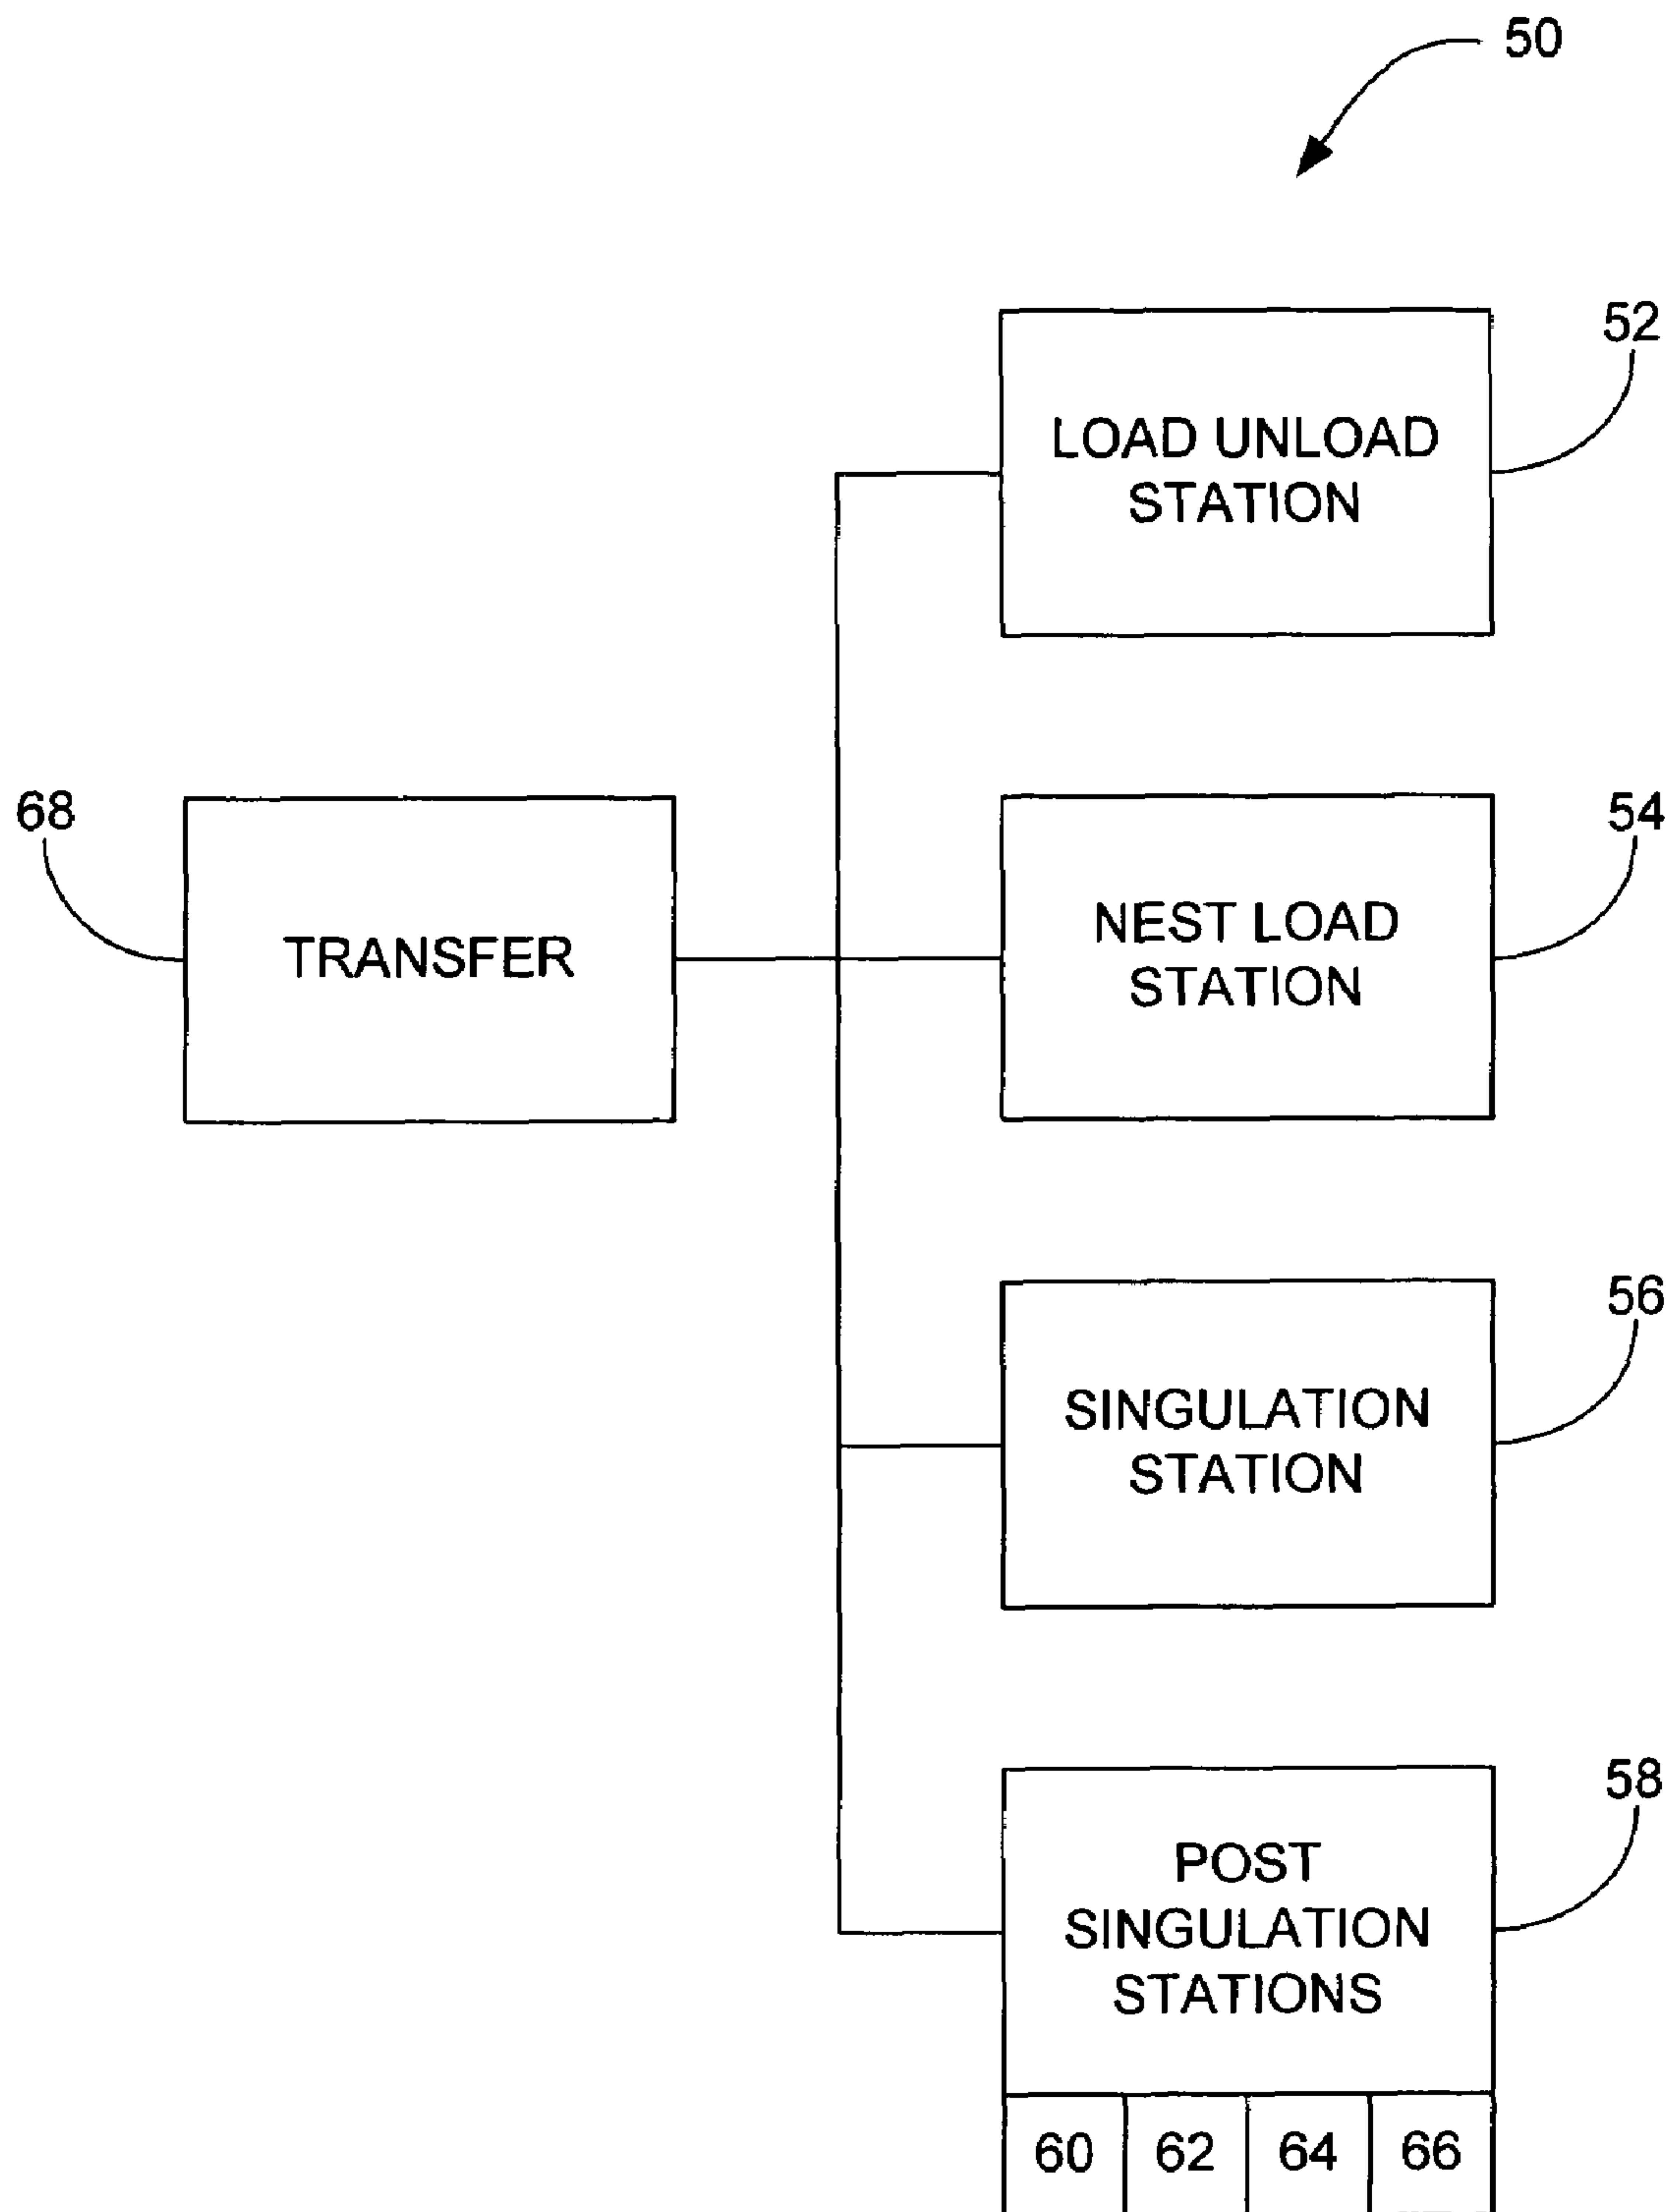 50
52
LOAD UNLOAD
STATION
68
54
TRANSFER
NEST LOAD
STATION
56
SINGULATION
STATION
58
POST
SINGULATION
STATIONS
60 62 64 66